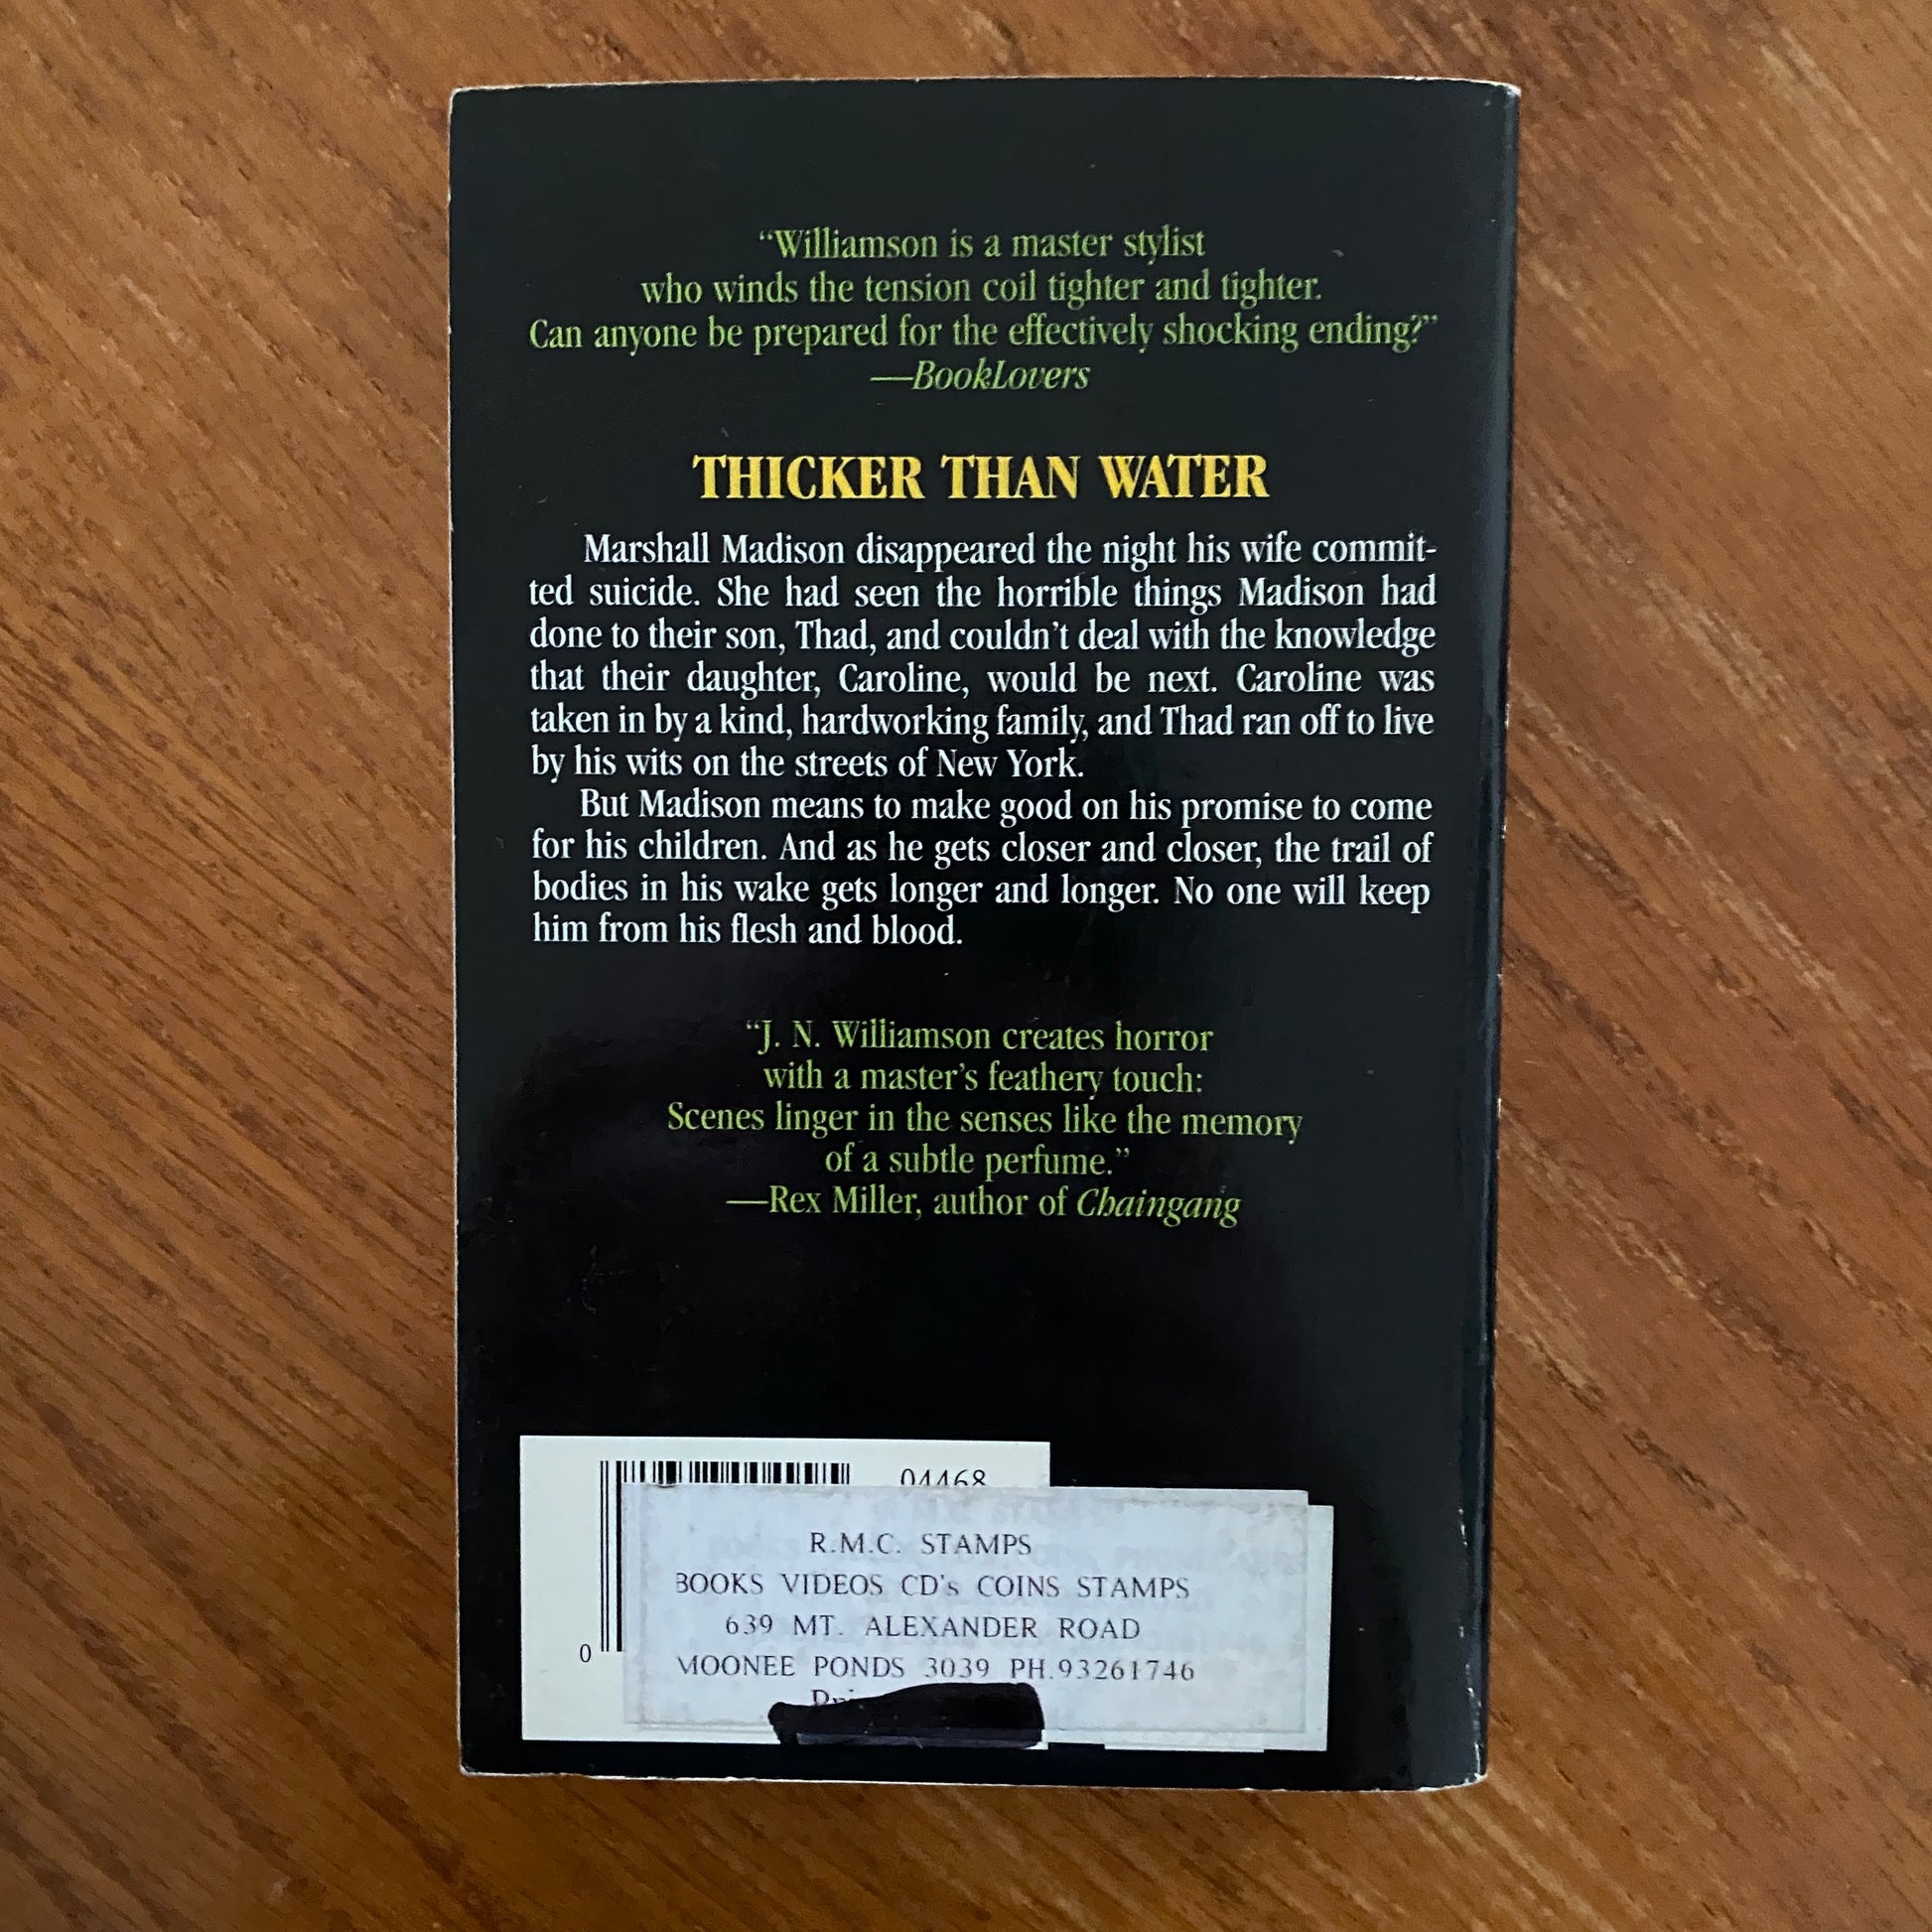 “Williamson is a master stylist
who winds the tension coil tighter and tighter.
Can anyone be prepared for the effectively shocking ending?”
—BookLovers
THICKER THAN WATER
Marshall Madison disappeared the night his wife commit-
ted suicide. She had seen the horrible things Madison had
done to their son, Thad, and couldn’t deal with the knowledge
that their daughter, Caroline, would be next. Caroline was
taken in by a kind, hardworking family, and Thad ran off to live
by his wits on the streets of New York.
But Madison means to make good on his promise to come
for his children. And as he gets closer and closer, the trail of
bodies in his wake gets longer and longer. No one will keep
him from his flesh and blood.
“J. N. Williamson creates horror
with a master’s feathery touch:
Scenes linger in the senses like the memory
of a subtle perfume.”
—Rex Miller, author of Chaingang
04468
0
R.M.C. STAMPS
BOOKS VIDEOS CD's COINS STAMPS
639 MT. ALEXANDER ROAD
MOONEE PONDS 3039 PH.93261746